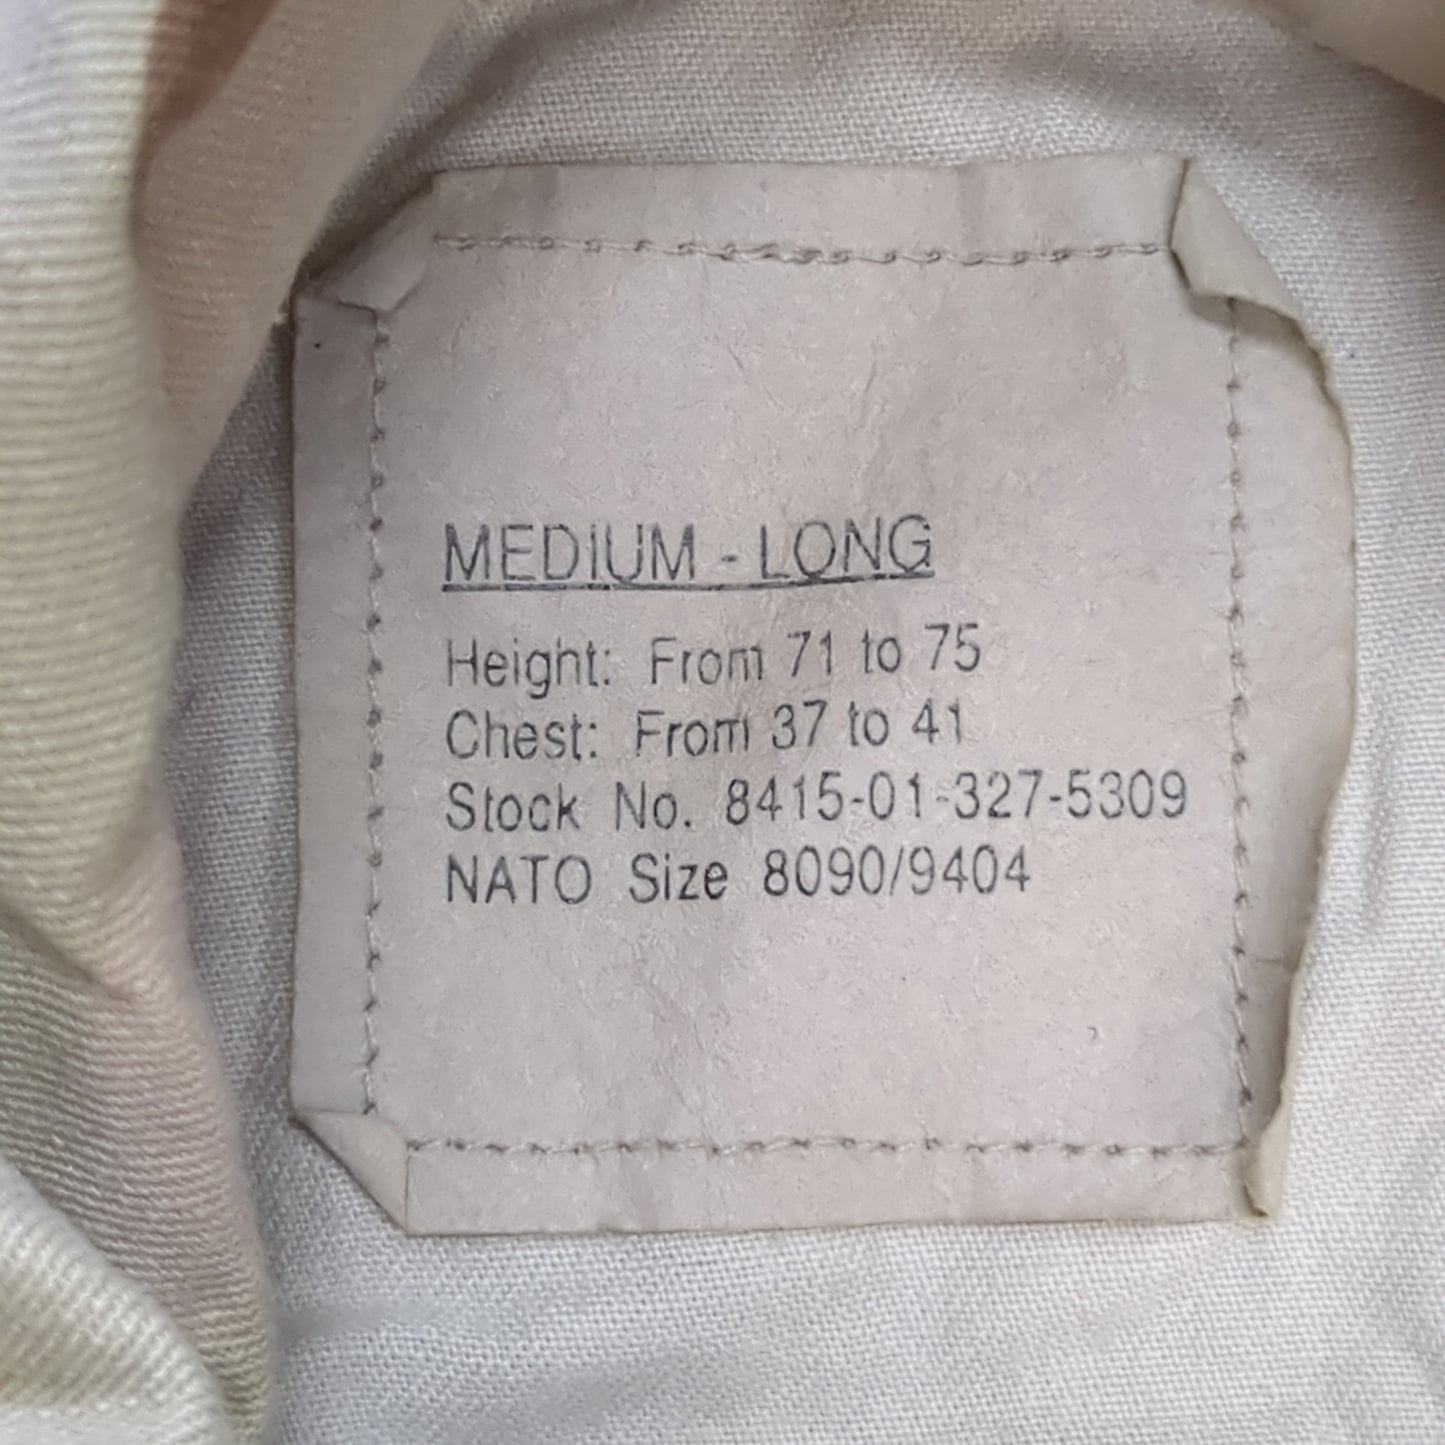 MEDIUM - LONG
Height: From 71 to 75
Chest: From 37 to 41
Stock No. 8415-01-327-5309
NATO Size 8090/9404